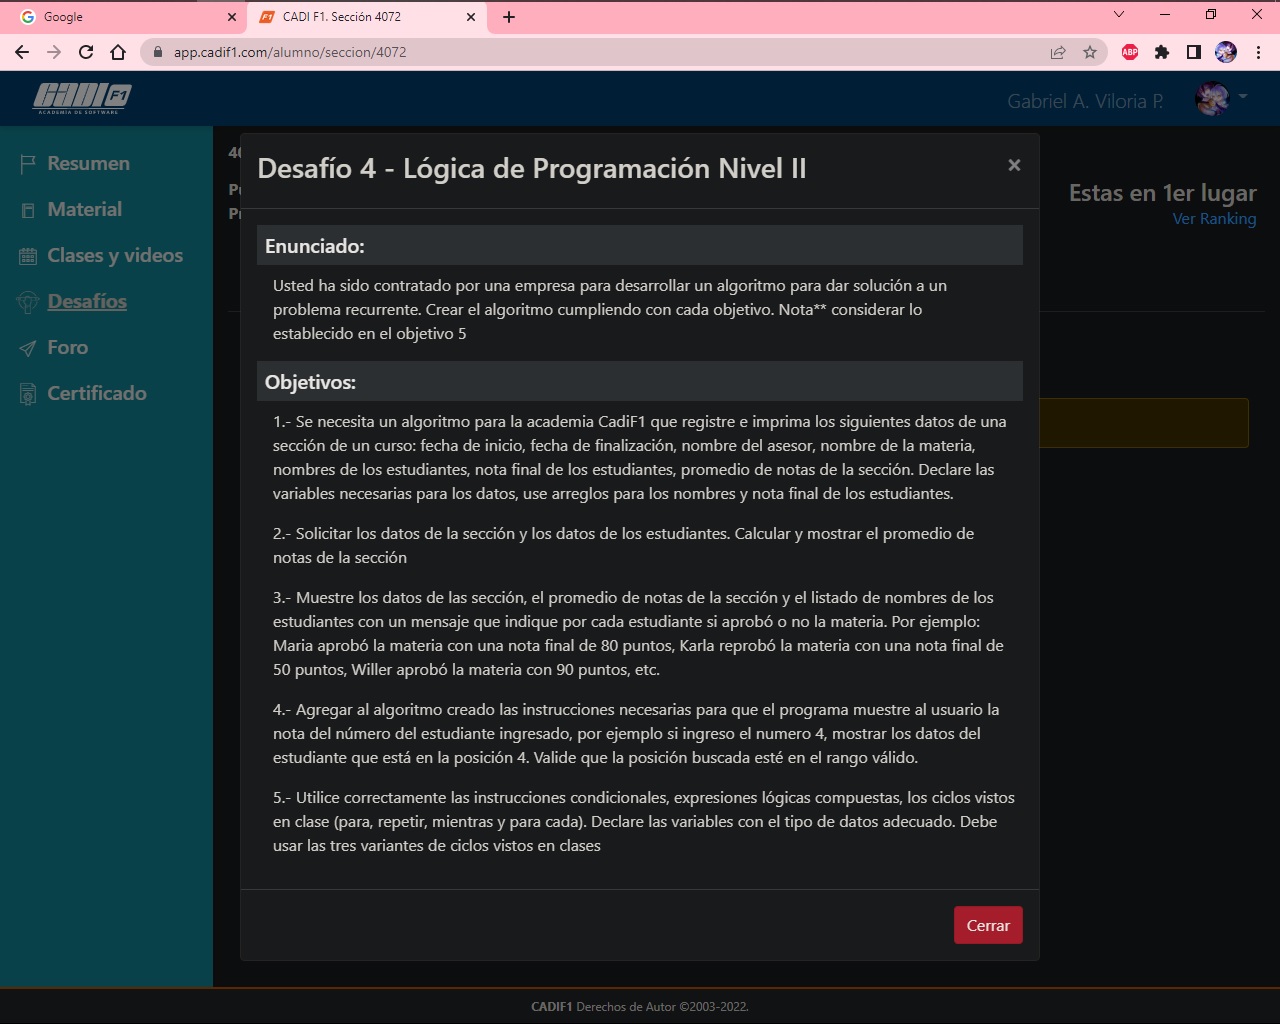 Google
CADI F1. Sección 4072
app.cadif1.com/alumno/seccion/4072
ABP
CADI F1
ACADEMIA DE SOFTWARE
Gabriel A. Viloria P.
Resumen
Material
Clases y videos
Desafíos
Foro
Certificado
Estas en 1er lugar
Ver Ranking
Desafío 4 - Lógica de Programación Nivel II
Enunciado:
Usted ha sido contratado por una empresa para desarrollar un algoritmo para dar solución a un
problema recurrente. Crear el algoritmo cumpliendo con cada objetivo. Nota** considerar lo
establecido en el objetivo 5
Objetivos:
1.- Se necesita un algoritmo para la academia CadiF1 que registre e imprima los siguientes datos de una
sección de un curso: fecha de inicio, fecha de finalización, nombre del asesor, nombre de la materia,
nombres de los estudiantes, nota final de los estudiantes, promedio de notas de la sección. Declare las
variables necesarias para los datos, use arreglos para los nombres y nota final de los estudiantes.
2.- Solicitar los datos de la sección y los datos de los estudiantes. Calcular y mostrar el promedio de
notas de la sección
3.- Muestre los datos de las sección, el promedio de notas de la sección y el listado de nombres de los
estudiantes con un mensaje que indique por cada estudiante si aprobó o no la materia. Por ejemplo:
Maria aprobó la materia con una nota final de 80 puntos, Karla reprobó la materia con una nota final de
50 puntos, Willer aprobó la materia con 90 puntos, etc.
4.- Agregar al algoritmo creado las instrucciones necesarias para que el programa muestre al usuario la
nota del número del estudiante ingresado, por ejemplo si ingreso el numero 4, mostrar los datos del
estudiante que está en la posición 4. Valide que la posición buscada esté en el rango válido.
5.- Utilice correctamente las instrucciones condicionales, expresiones lógicas compuestas, los ciclos vistos
en clase (para, repetir, mientras y para cada). Declare las variables con el tipo de datos adecuado. Debe
usar las tres variantes de ciclos vistos en clases
Cerrar
CADIF1 Derechos de Autor ©2003-2022.